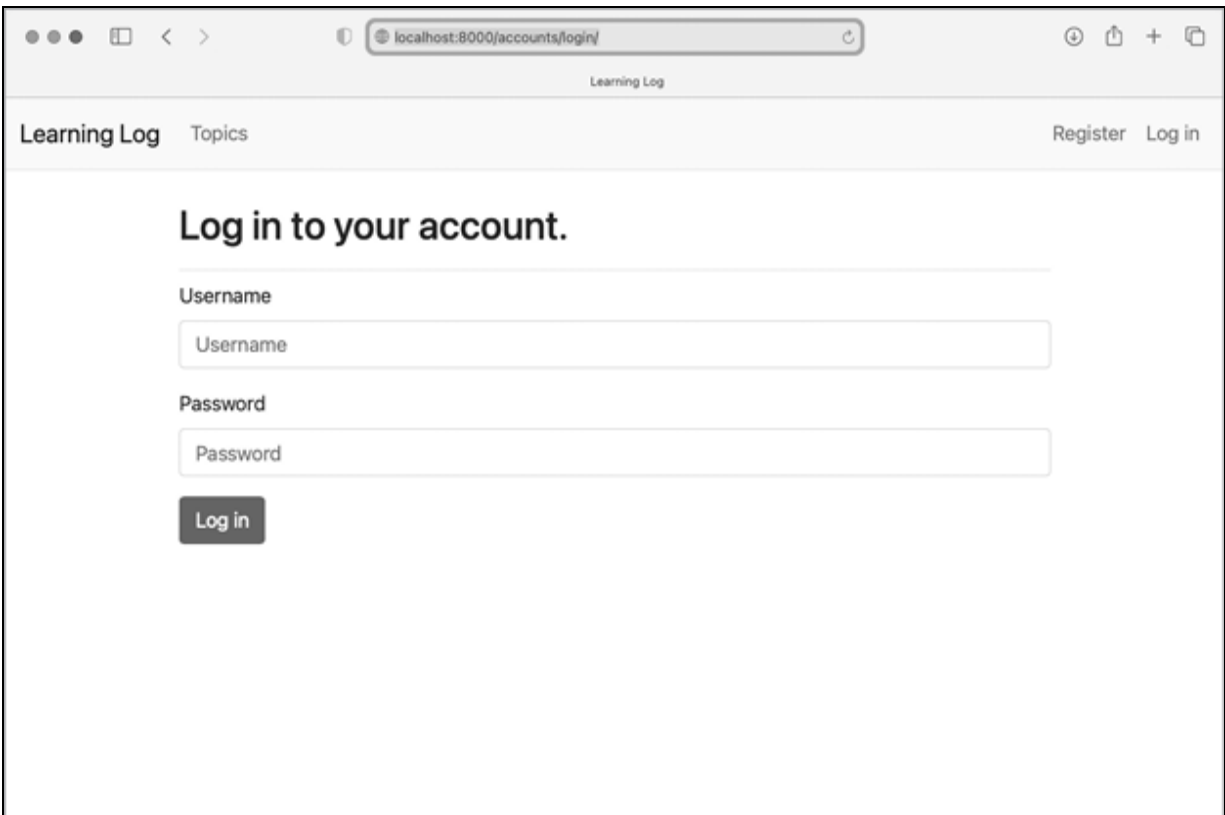 localhost:8000/accounts/login/
Learning Log
Learning Log Topics Register Log in
Log in to your account.
Username
Username
Password
Password
Log in